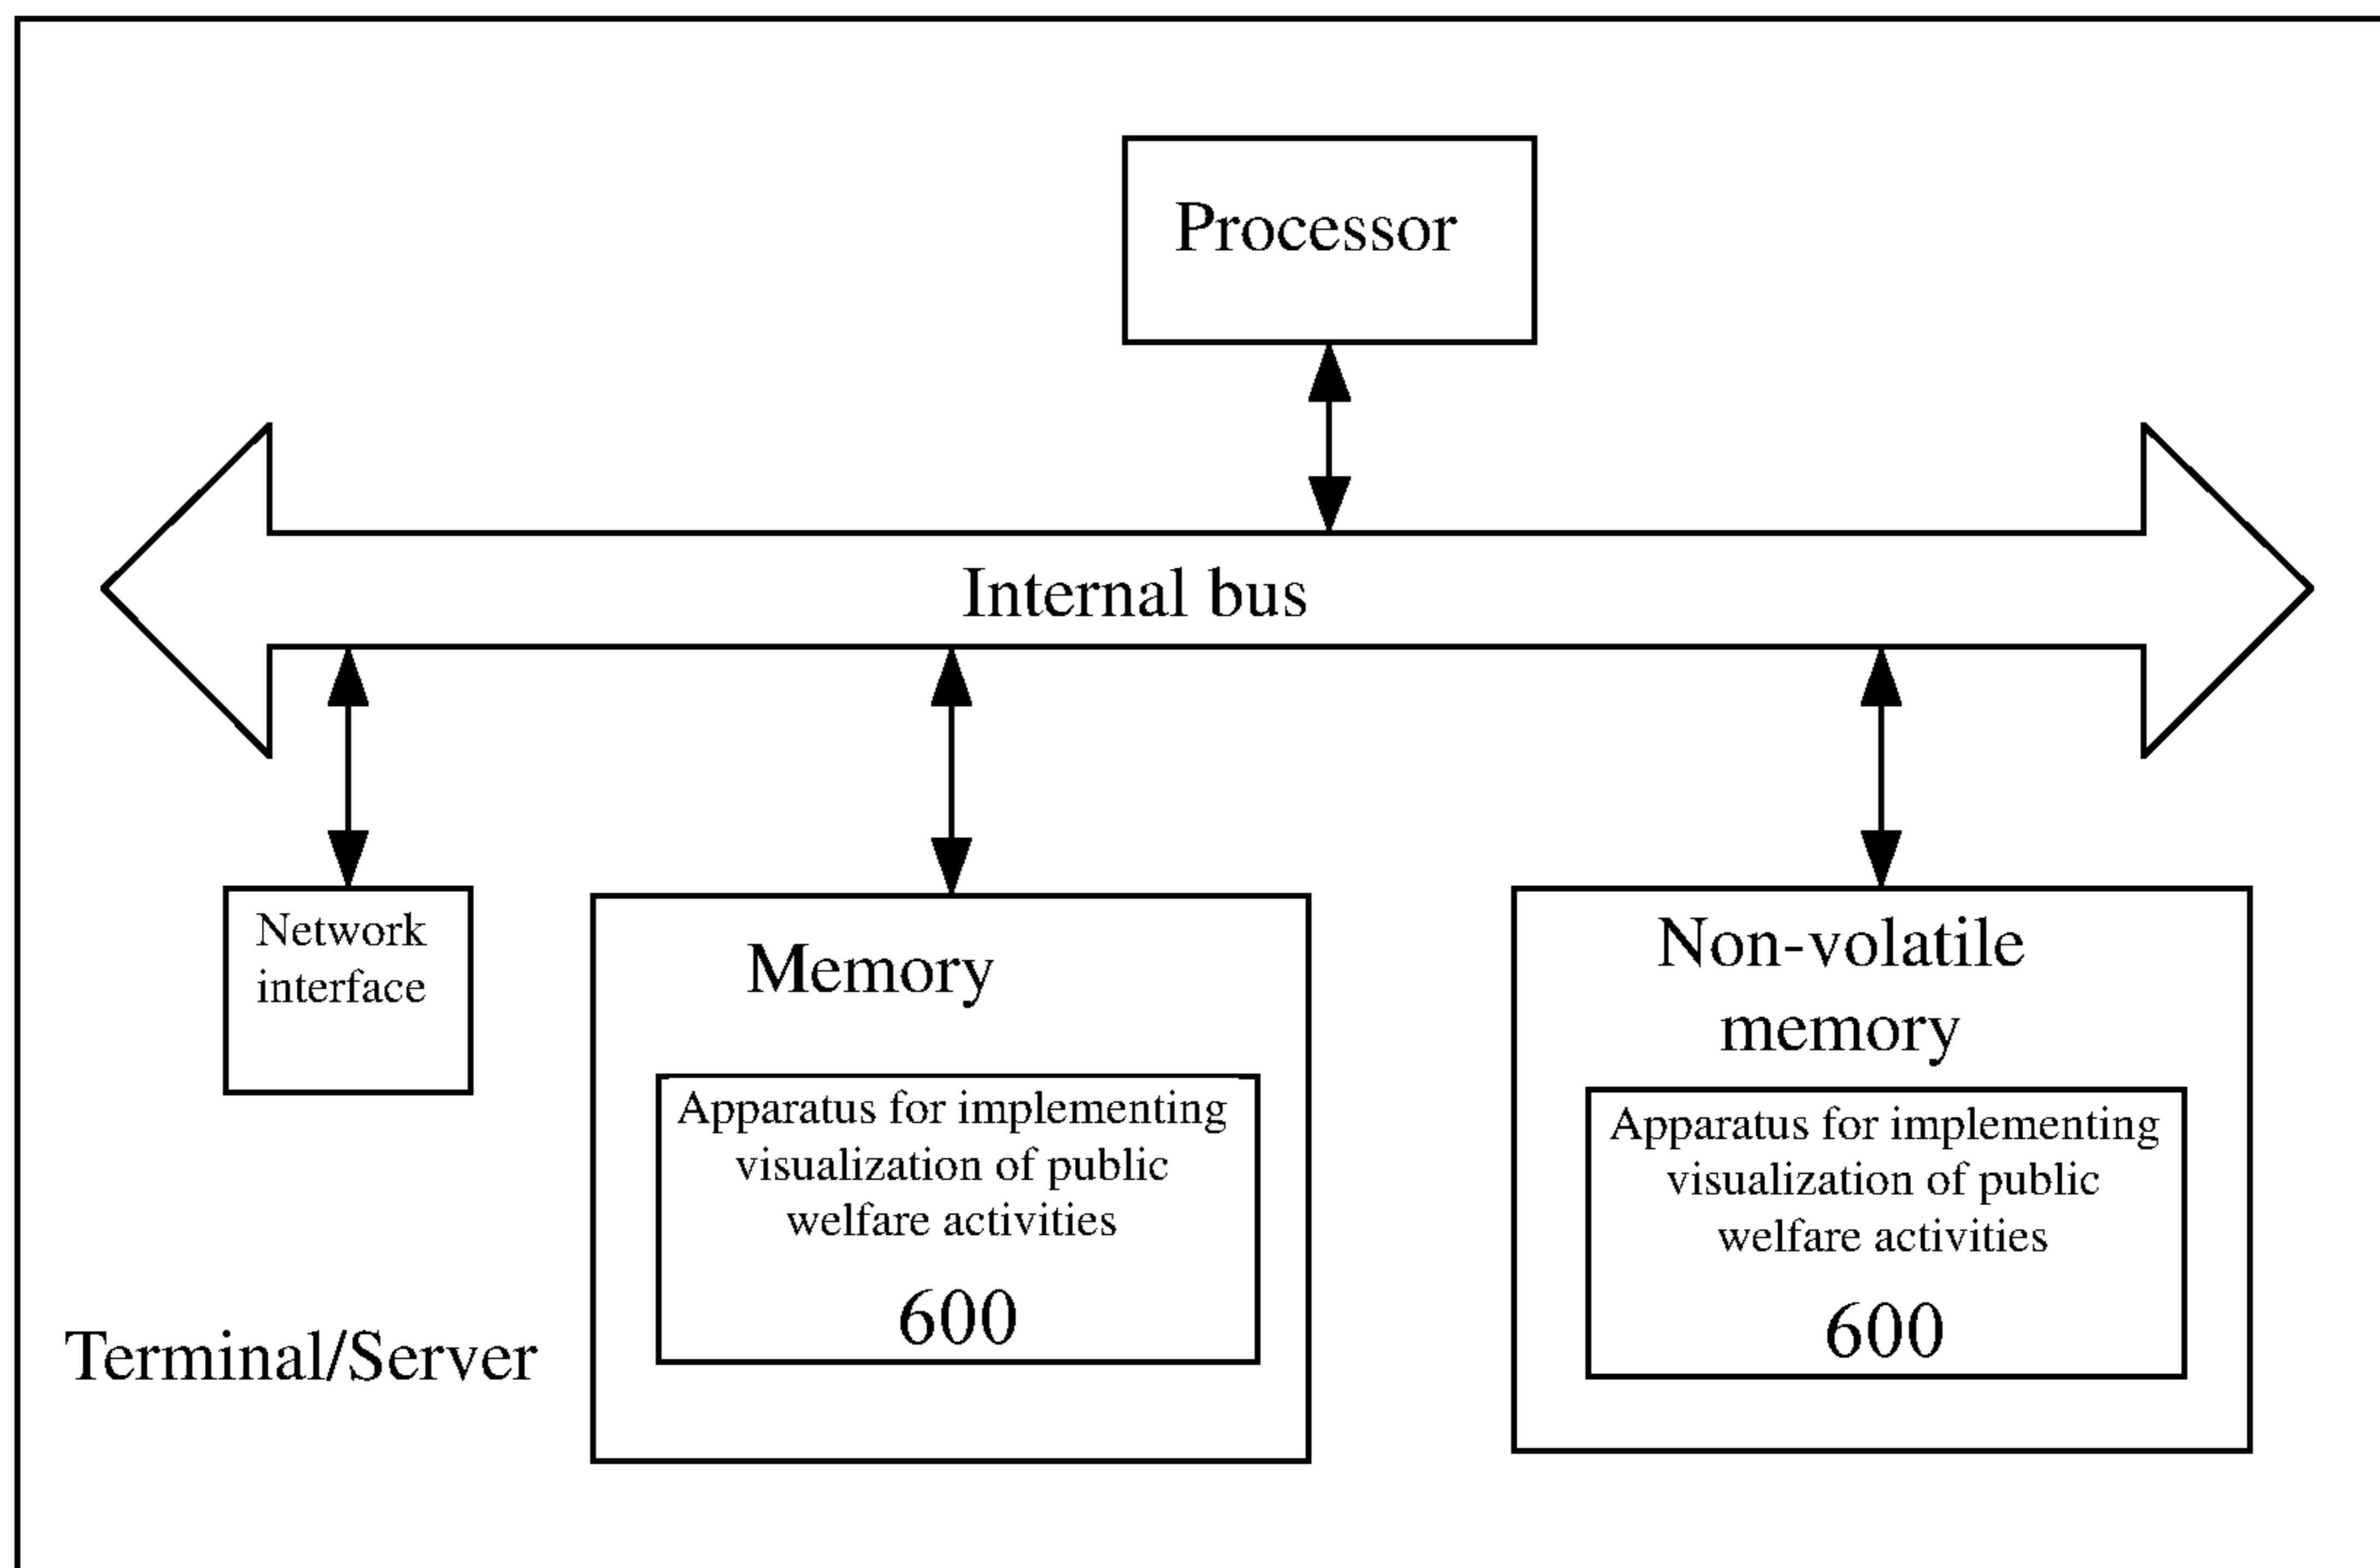 Processor
Internal bus
Network
interface
Memory
Apparatus for implementing
visualization of public
welfare activities
600
Non-volatile
memory
Apparatus for implementing
visualization of public
welfare activities
600
Terminal/Server